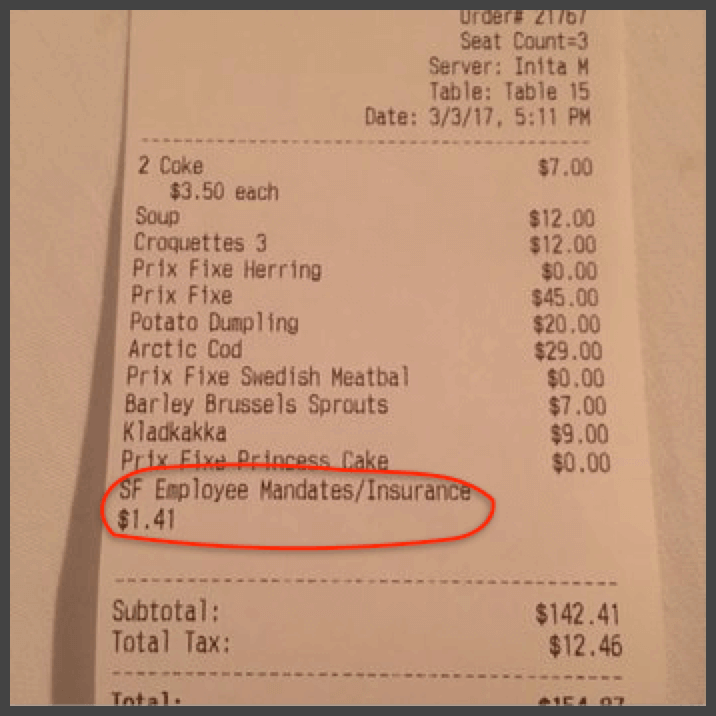 Order# 21767
Seat Count=3
Server: Inita M
Table: Table 15
Date: 3/3/17, 5:11 PM
2 Coke $7.00
$3.50 each
Soup $12.00
Croquettes 3 $12.00
Prix Fixe Herring $0.00
Prix Fixe $45.00
Potato Dumpling $20.00
Arctic Cod $29.00
Prix Fixe Swedish Meatbal $0.00
Barley Brussels Sprouts $7.00
Kladkakka $9.00
Prix Fixe Princess Cake $0.00
SF Employee Mandates/Insurance
$1.41
Subtotal: $142.41
Total Tax: $12.46
Total: $154.87